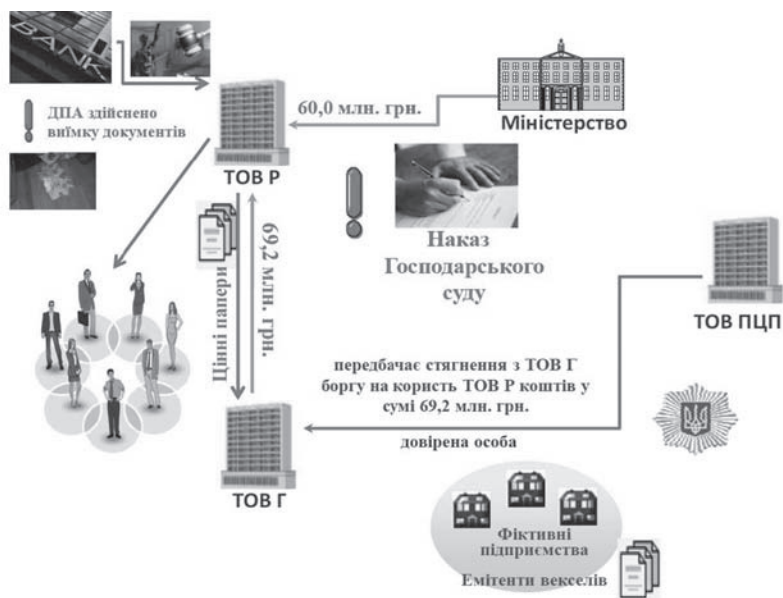 BANK
ДПА здійснено
виїмку документів
60,0 млн. грн.
Міністерство
ТОВ Р
Цінні папери
69,2 млн. грн.
Наказ
Господарського
суду
ТОВ ПЦП
передбачає стягнення з ТОВ Г
боргу на користь ТОВ Р коштів у
сумі 69,2 млн. грн.
довірена особа
ТОВ Г
Фіктивні
підприємства
Емітенти векселів